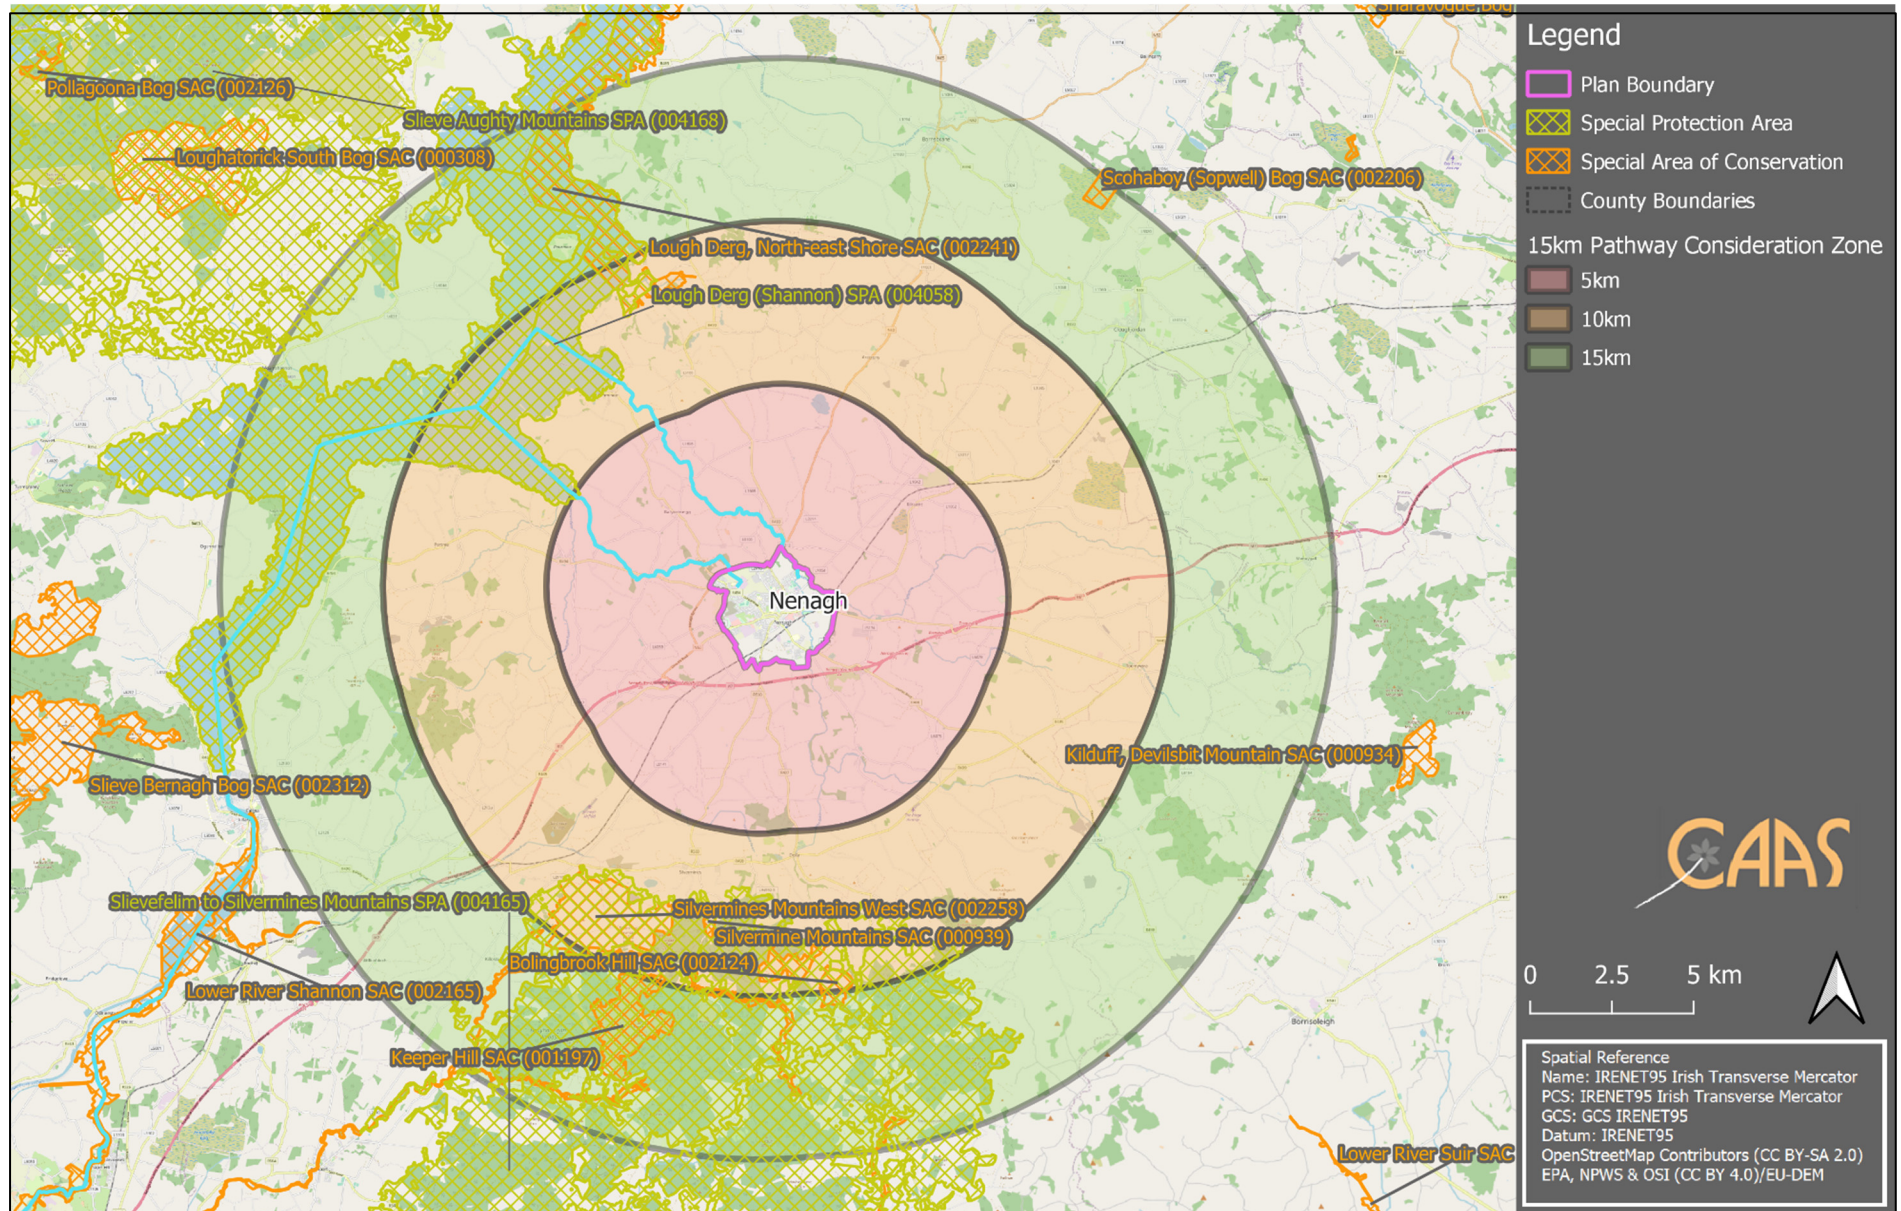 Sharavogue Bog
Pollagoona Bog SAC (002126)
Slieve Aughty Mountains SPA (004168)
Loughatorick South Bog SAC (000308)
Scohaboy (Sopwell) Bog SAC (002206)
Lough Derg, North-east Shore SAC (002241)
Lough Derg (Shannon) SPA (004058)
Nenagh
Kilduff, Devilsbit Mountain SAC (000934)
Slieve Bernagh Bog SAC (002312)
Slievefelim to Silvermines Mountains SPA (004165)
Silvermines Mountains West SAC (002258)
Silvermine Mountains SAC (000939)
Bolingbrook Hill SAC (002124)
Lower River Shannon SAC (002165)
Keeper Hill SAC (001197)
Borrisoleigh
Lower River Suir SAC
Legend
Plan Boundary
Special Protection Area
Special Area of Conservation
County Boundaries
15km Pathway Consideration Zone
5km
10km
15km
CAAS
0 2.5 5 km
Spatial Reference
Name: IRENET95 Irish Transverse Mercator
PCS: IRENET95 Irish Transverse Mercator
GCS: GCS IRENET95
Datum: IRENET95
OpenStreetMap Contributors (CC BY-SA 2.0)
EPA, NPWS & OSI (CC BY 4.0)/EU-DEM